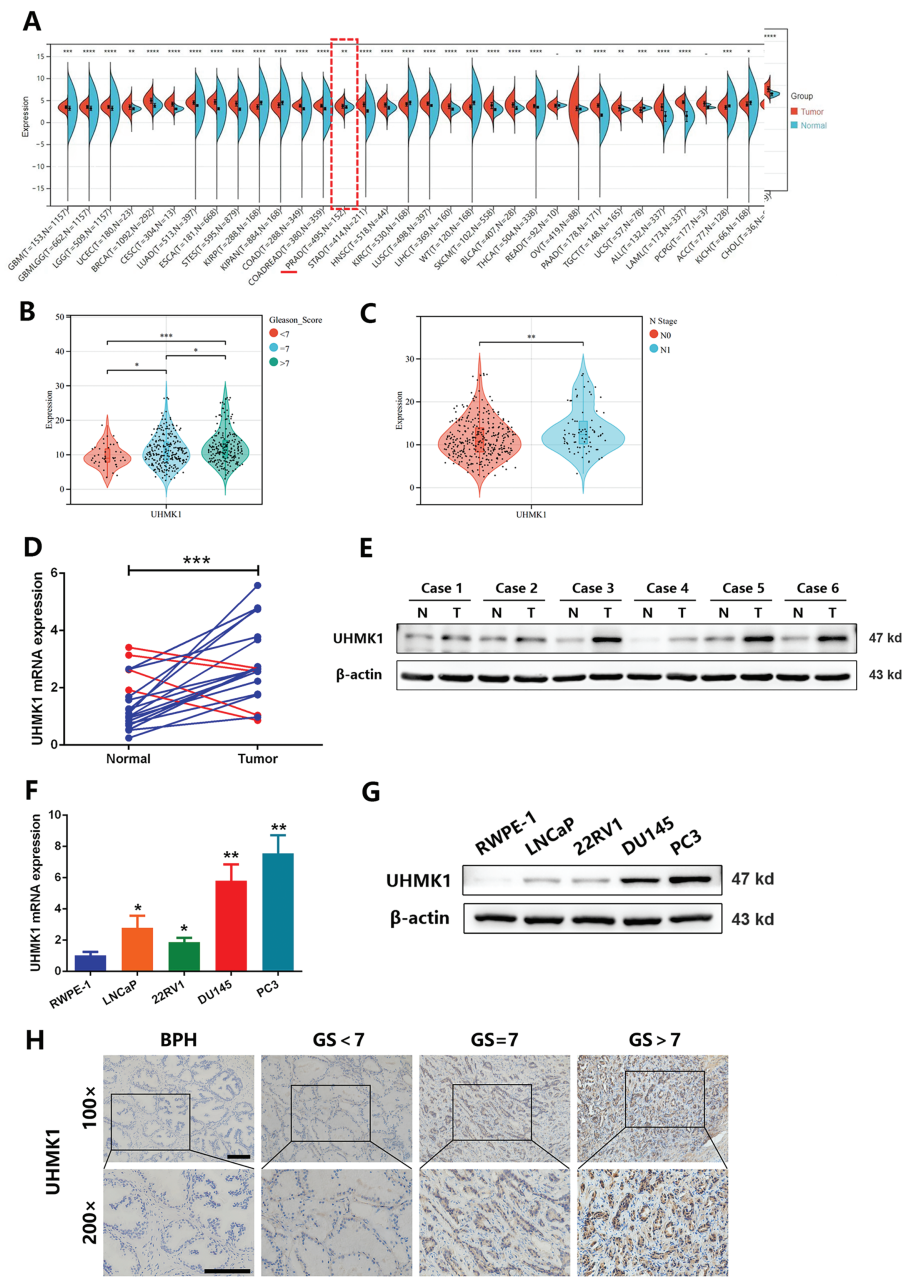 A
**** 
*** **** **** ** **** **** **** **** **** **** **** **** **** ** **** **** **** **** **** **** **** **** **** - ** **** ** *** **** **** - *** *
15
10
5
0
−5
−10
−15
Expression
Group
Tumor
Normal
GBM(T=153,N=1157)
GBMLGG(T=662,N=1157)
LGG(T=509,N=1157)
UCEC(T=180,N=23)
BRCA(T=1092,N=292)
CESC(T=304,N=13)
LUAD(T=513,N=397)
ESCA(T=181,N=668)
STES(T=595,N=879)
KIRP(T=288,N=168)
KIPAN(T=884,N=168)
COAD(T=288,N=349)
COADREAD(T=380,N=359)
PRAD(T=495,N=152)
STAD(T=414,N=211)
HNSC(T=518,N=44)
KIRC(T=530,N=168)
LUSC(T=498,N=397)
LIHC(T=369,N=160)
WT(T=120,N=168)
SKCM(T=102,N=558)
BLCA(T=407,N=28)
THCA(T=504,N=338)
READ(T=92,N=10)
OV(T=419,N=88)
PAAD(T=178,N=171)
TGCT(T=148,N=165)
UCS(T=57,N=78)
ALL(T=132,N=337)
LAML(T=173,N=337)
PCPG(T=177,N=3)
ACC(T=77,N=128)
KICH(T=66,N=168)
CHOL(T=36,N=9)
B
50
40
30
20
10
0
Expression
***
*
*
UHMK1
Gleason_Score
<7
=7
>7
C
30
20
10
0
Expression
**
UHMK1
N Stage
N0
N1
D
***
6
4
2
0
UHMK1 mRNA expression
Normal Tumor
E
Case 1 Case 2 Case 3 Case 4 Case 5 Case 6
N T N T N T N T N T N T
UHMK1 47 kd
β-actin 43 kd
F
10
8
6
4
2
0
UHMK1 mRNA expression
* * ** **
RWPE-1 LNCaP 22RV1 DU145 PC3
G
RWPE-1 LNCaP 22RV1 DU145 PC3
UHMK1 47 kd
β-actin 43 kd
H
BPH GS<7 GS=7 GS>7
UHMK1
100×
200×